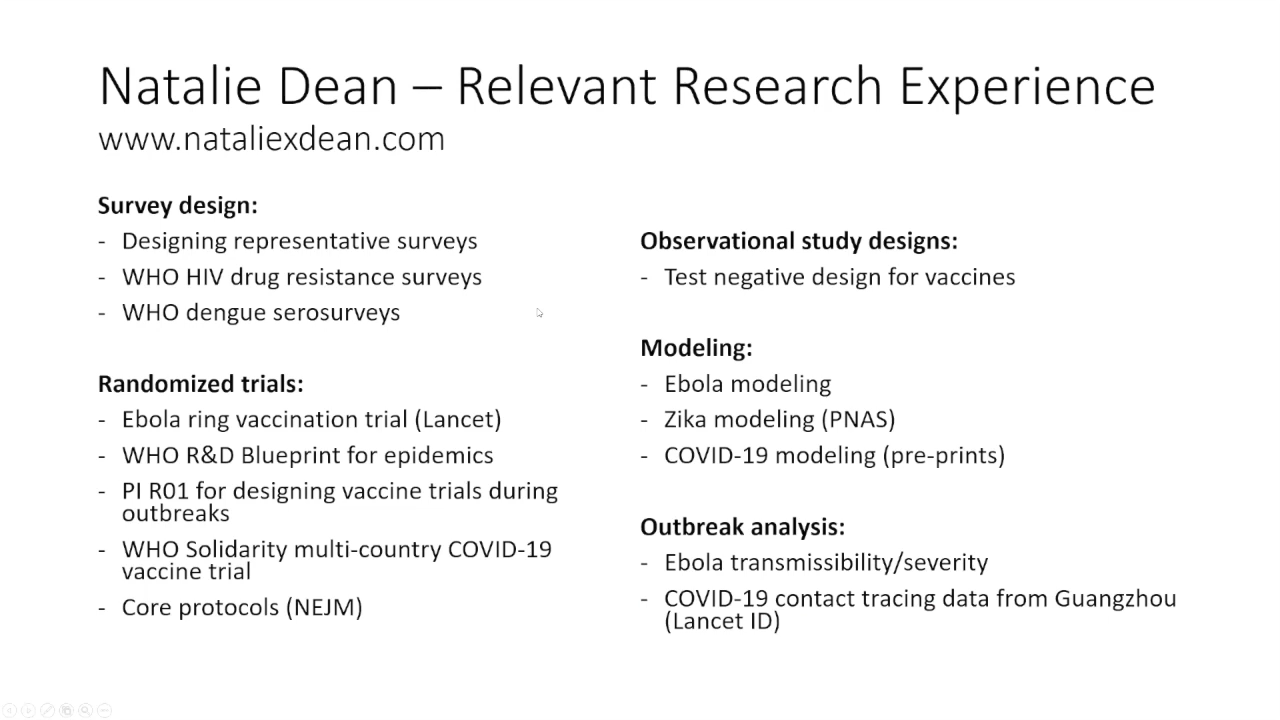 Natalie Dean – Relevant Research Experience
www.nataliexdean.com
Survey design:
- Designing representative surveys
- WHO HIV drug resistance surveys
- WHO dengue serosurveys
Randomized trials:
- Ebola ring vaccination trial (Lancet)
- WHO R&D Blueprint for epidemics
- PI R01 for designing vaccine trials during
outbreaks
- WHO Solidarity multi-country COVID-19
vaccine trial
- Core protocols (NEJM)
Observational study designs:
- Test negative design for vaccines
Modeling:
- Ebola modeling
- Zika modeling (PNAS)
- COVID-19 modeling (pre-prints)
Outbreak analysis:
- Ebola transmissibility/severity
- COVID-19 contact tracing data from Guangzhou
(Lancet ID)